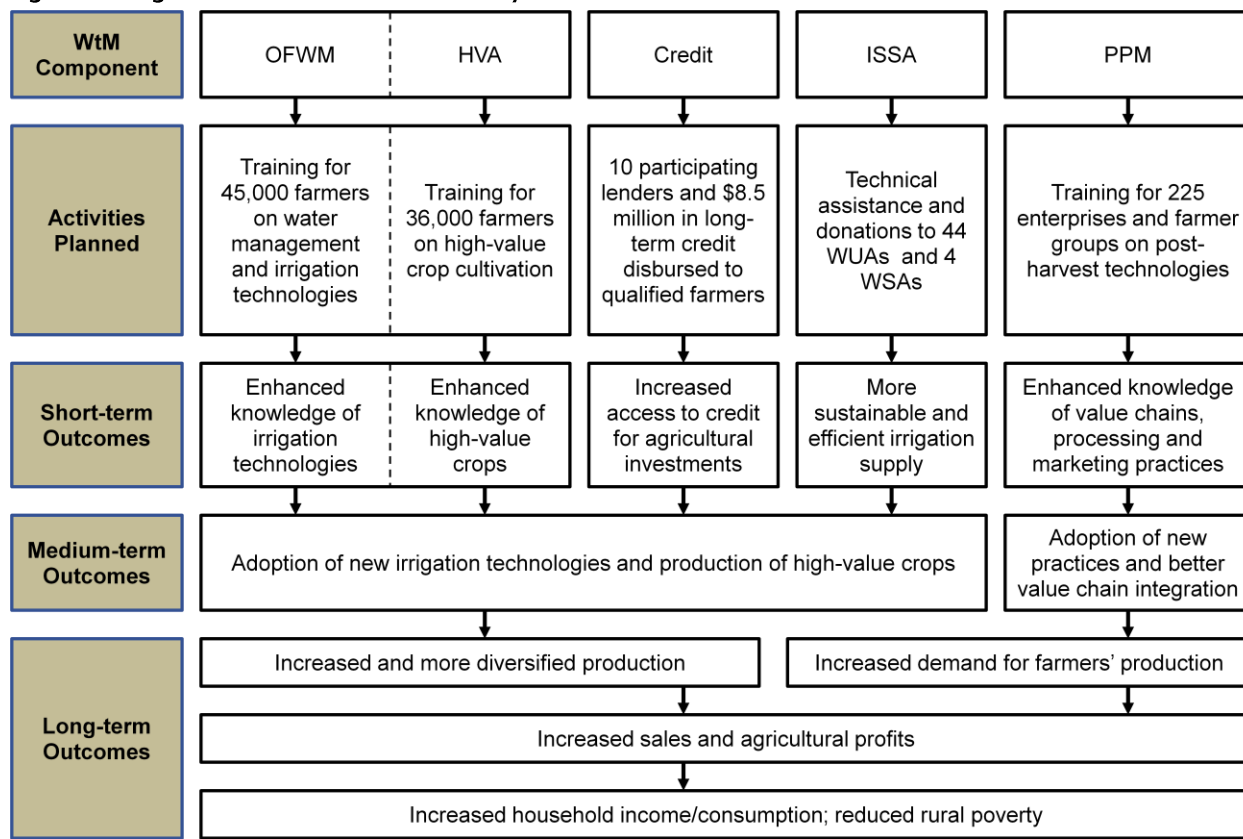 WtM
Component
OFWM
HVA
Credit
ISSA
PPM
Activities
Planned
Training for
45,000 farmers
on water
management
and irrigation
technologies
Training for
36,000 farmers
on high-value
crop cultivation
10 participating
lenders and $8.5
million in long-
term credit
disbursed to
qualified farmers
Technical
assistance and
donations to 44
WUAs and 4
WSAs
Training for 225
enterprises and
farmer groups on post-
harvest technologies
Short-term
Outcomes
Enhanced
knowledge of
irrigation
technologies
Enhanced
knowledge of
high-value
crops
Increased
access to credit
for agricultural
investments
More
sustainable and
efficient irrigation
supply
Enhanced knowledge
of value chains,
processing and
marketing practices
Medium-term
Outcomes
Adoption of new irrigation technologies and production of high-value crops
Adoption of new
practices and better
value chain integration
Long-term
Outcomes
Increased and more diversified production
Increased demand for farmers’ production
Increased sales and agricultural profits
Increased household income/consumption; reduced rural poverty